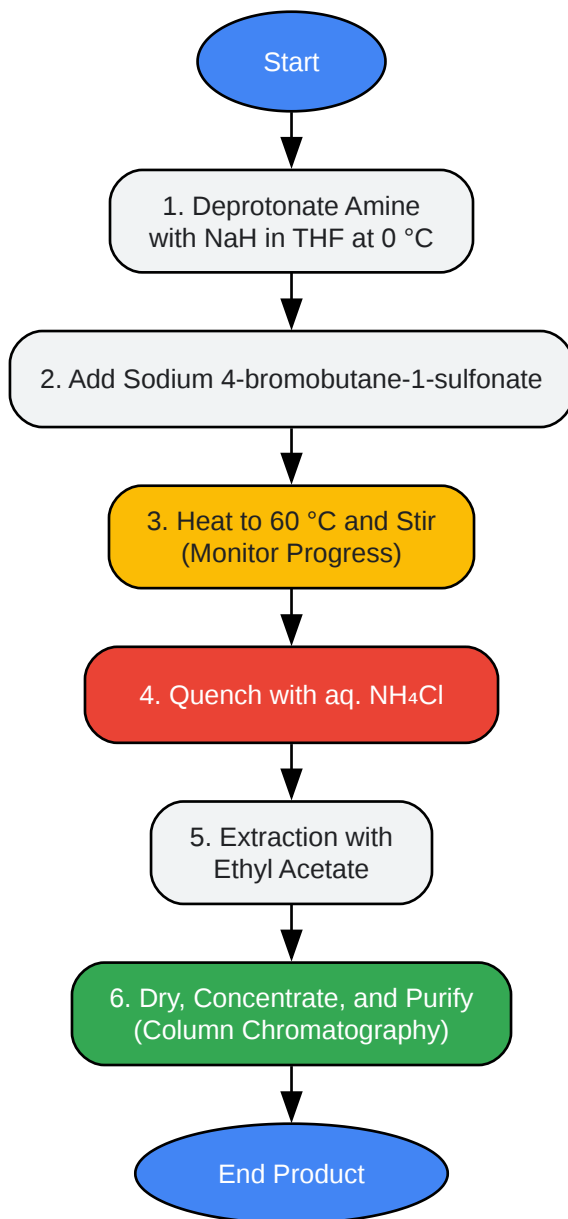 Start
1. Deprotonate Amine
with NaH in THF at 0 °C
2. Add Sodium 4-bromobutane-1-sulfonate
3. Heat to 60 °C and Stir
(Monitor Progress)
4. Quench with aq. NH₄Cl
5. Extraction with
Ethyl Acetate
6. Dry, Concentrate, and Purify
(Column Chromatography)
End Product